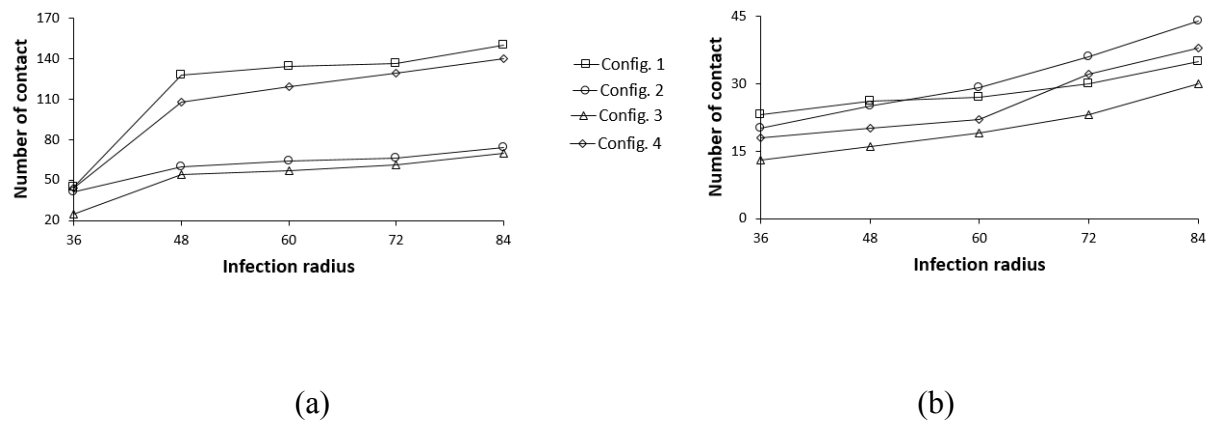 170
140
110
80
50
20
Number of contact
36 48 60 72 84
Infection radius
Config. 1
Config. 2
Config. 3
Config. 4
45
30
15
0
Number of contact
36 48 60 72 84
Infection radius
(a)
(b)